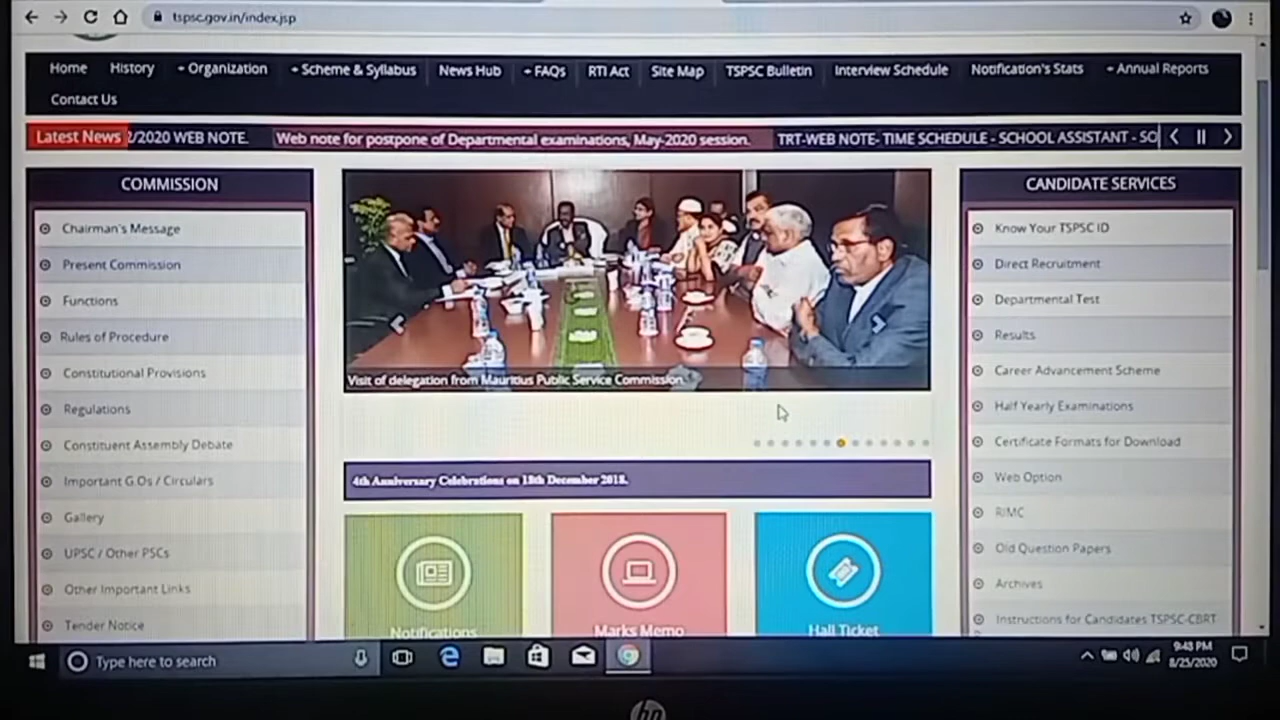 tspsc.gov.in/index.jsp
Home History Organization Scheme & Syllabus News Hub FAQs RTI Act Site Map TSPSC Bulletin Interview Schedule Notification's Stats Annual Reports
Contact Us
Latest News 2/2020 WEB NOTE. Web note for postpone of Departmental examinations, May-2020 session. TRT-WEB NOTE- TIME SCHEDULE - SCHOOL ASSISTANT - SO
COMMISSION
Chairman's Message
Present Commission
Functions
Rules of Procedure
Constitutional Provisions
Regulations
Constituent Assembly Debate
Important G.Os / Circulars
Gallery
UPSC / Other PSCs
Other Important Links
Tender Notice
Visit of delegation from Mauritius Public Service Commission.
4th Anniversary Celebrations on 18th December 2018.
Notifications
Marks Memo
Hall Ticket
CANDIDATE SERVICES
Know Your TSPSC ID
Direct Recruitment
Departmental Test
Results
Career Advancement Scheme
Half Yearly Examinations
Certificate Formats for Download
Web Option
RIMC
Old Question Papers
Archives
Instructions for Candidates TSPSC-CBRT
Type here to search
9:43 PM
8/25/2020
hp